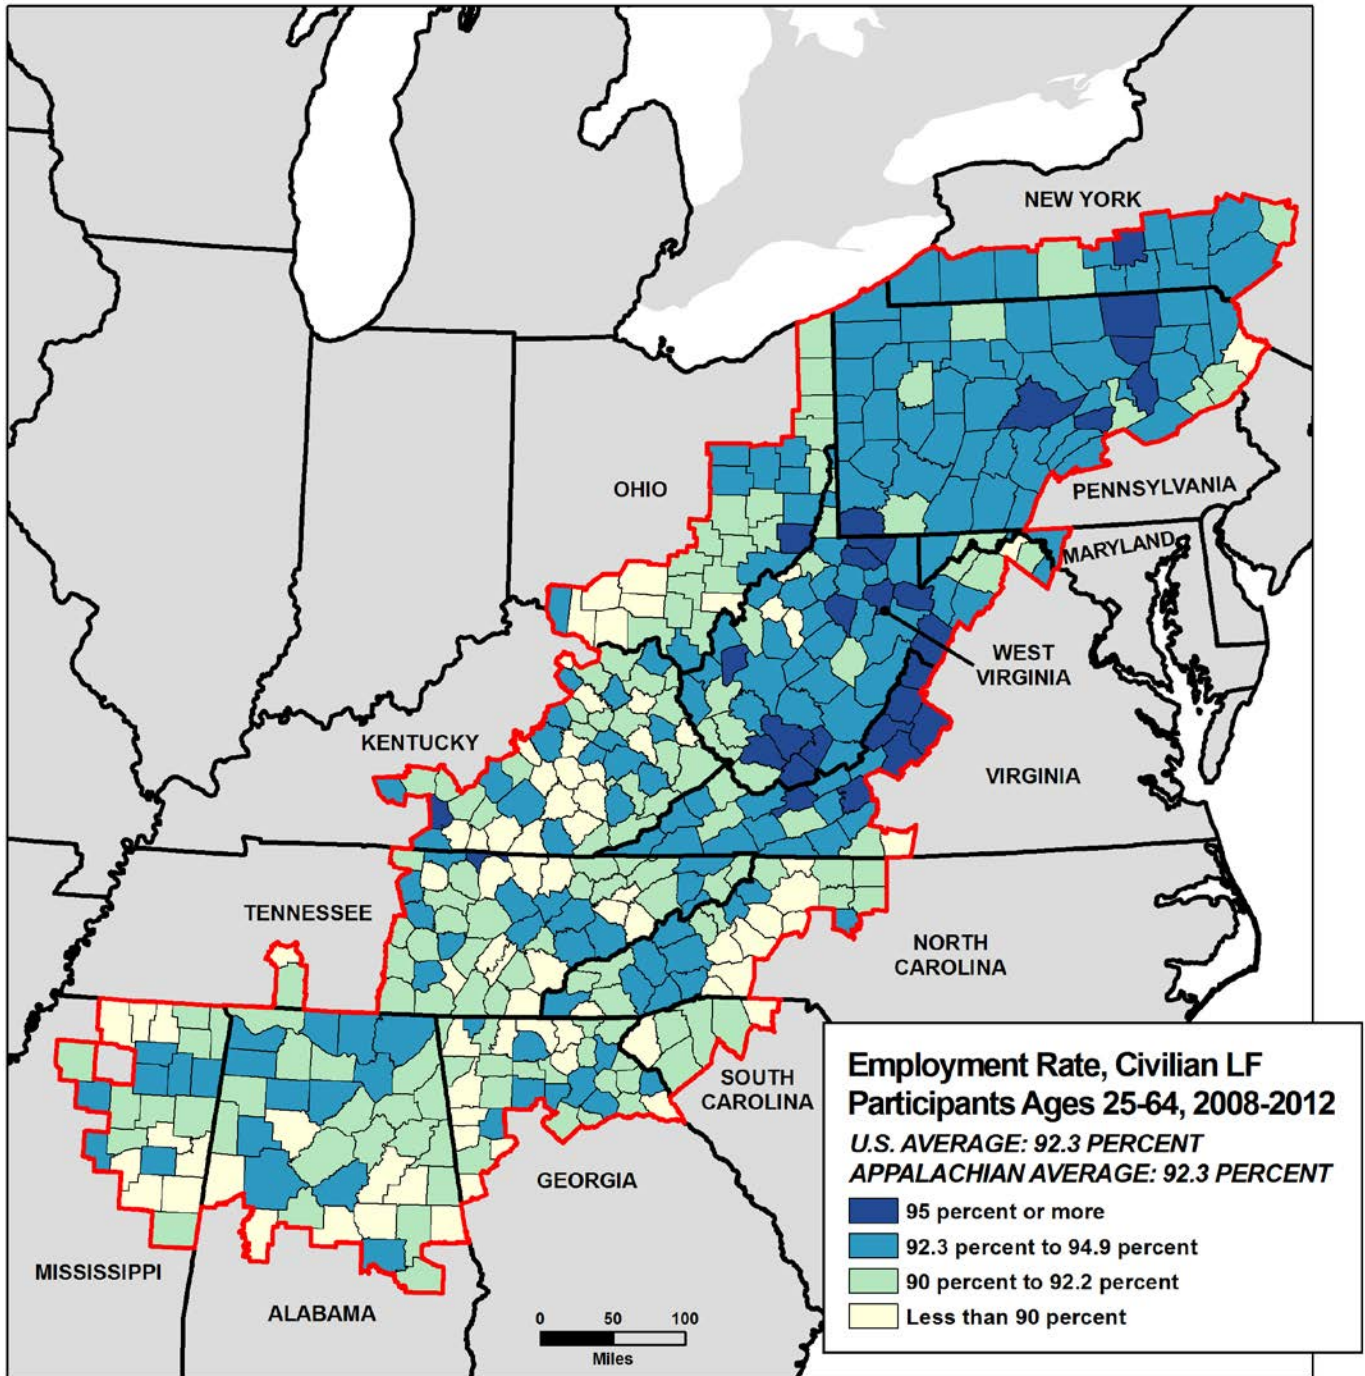 NEW YORK
OHIO
PENNSYLVANIA
MARYLAND
WEST
VIRGINIA
KENTUCKY
VIRGINIA
TENNESSEE
NORTH
CAROLINA
SOUTH
CAROLINA
GEORGIA
MISSISSIPPI
ALABAMA
0 50 100
Miles
Employment Rate, Civilian LF
Participants Ages 25-64, 2008-2012
U.S. AVERAGE: 92.3 PERCENT
APPALACHIAN AVERAGE: 92.3 PERCENT
95 percent or more
92.3 percent to 94.9 percent
90 percent to 92.2 percent
Less than 90 percent